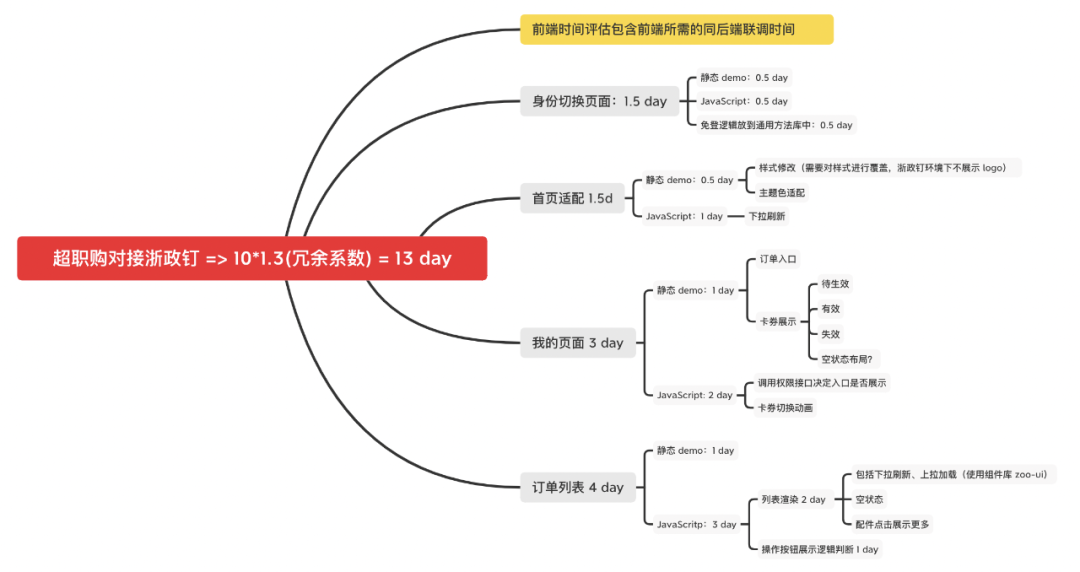 超职购对接浙政钉 => 10*1.3(冗余系数) = 13 day
前端时间评估包含前端所需的同后端联调时间
身份切换页面：1.5 day
静态 demo：0.5 day
JavaScript：0.5 day
免登逻辑放到通用方法库中：0.5 day
首页适配 1.5d
静态 demo：0.5 day
样式修改（需要对样式进行覆盖，浙政钉环境下不展示 logo）
主题色适配
JavaScript：1 day
下拉刷新
我的页面 3 day
静态 demo：1 day
订单入口
卡券展示
待生效
有效
失效
空状态布局？
JavaScript: 2 day
调用权限接口决定入口是否展示
卡券切换动画
订单列表 4 day
静态 demo：1 day
JavaScritp：3 day
列表渲染 2 day
包括下拉刷新、上拉加载（使用组件库 zoo-ui）
空状态
配件点击展示更多
操作按钮展示逻辑判断 1 day